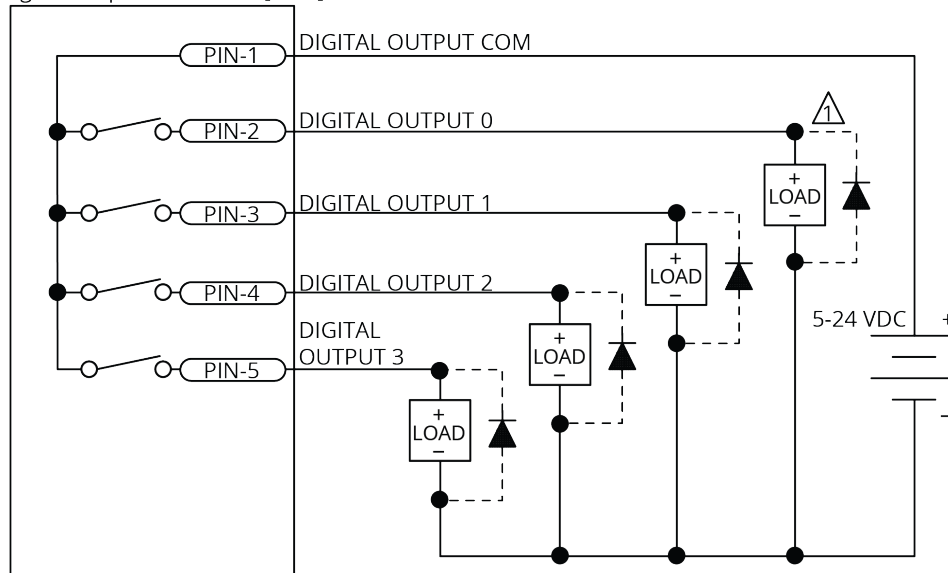 PIN-1 DIGITAL OUTPUT COM
PIN-2 DIGITAL OUTPUT 0
1
PIN-3 DIGITAL OUTPUT 1
+
LOAD
–
PIN-4 DIGITAL OUTPUT 2
+
LOAD
–
5-24 VDC +
DIGITAL
OUTPUT 3
PIN-5
+
LOAD
–
+
LOAD
–
–